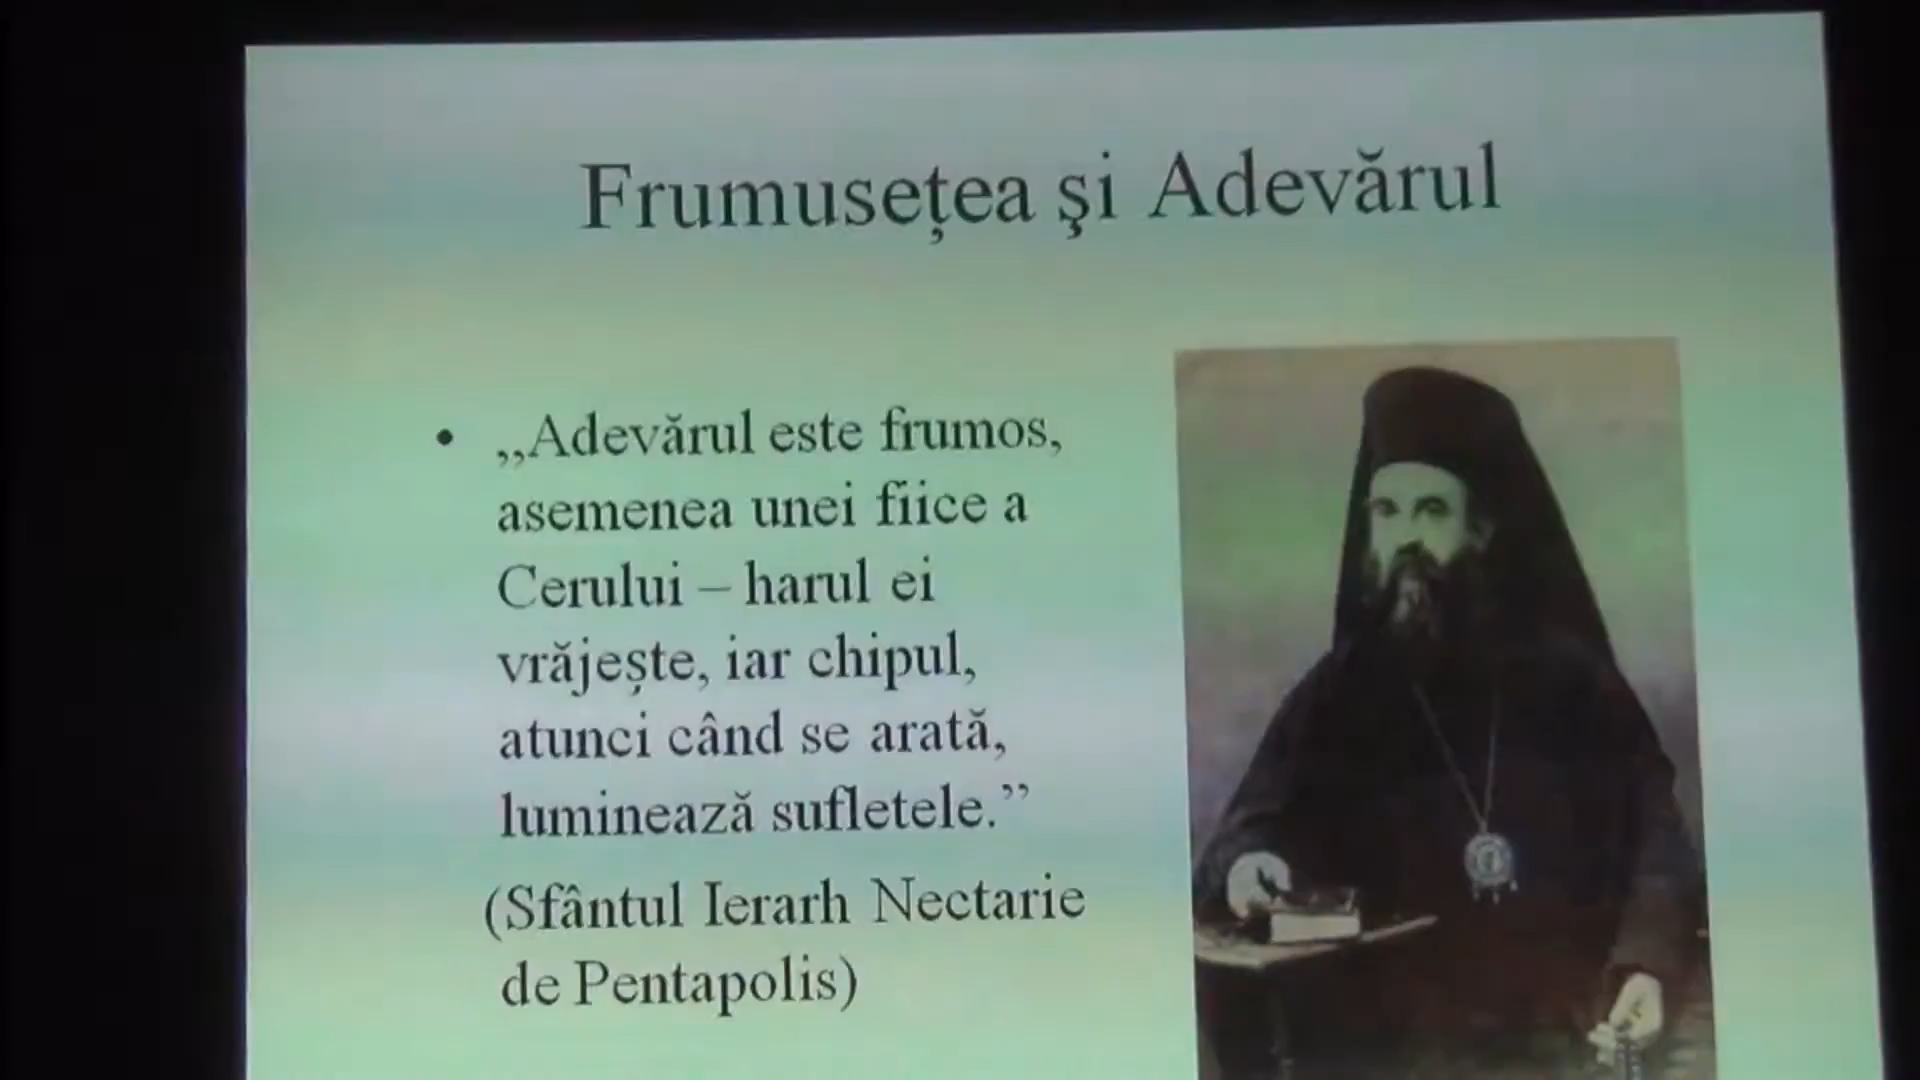 Frumusețea şi Adevărul
• ,,Adevărul este frumos,
asemenea unei fiice a
Cerului – harul ei
vrăjește, iar chipul,
atunci când se arată,
luminează sufletele.”
(Sfântul Ierarh Nectarie
de Pentapolis)